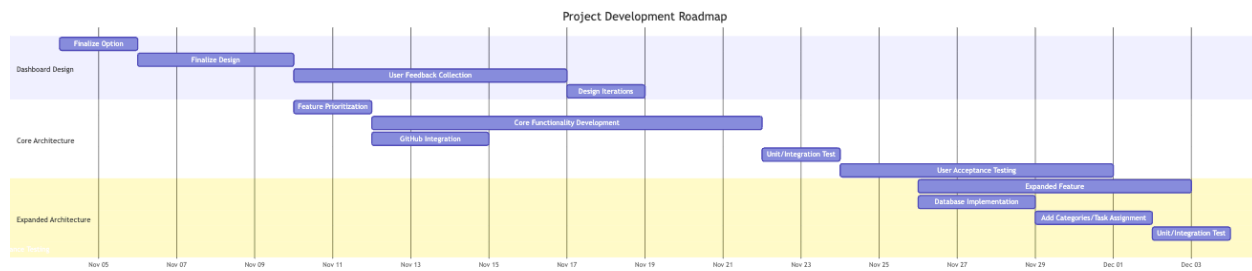 Project Development Roadmap
Finalize Option
Finalize Design
Dashboard Design
User Feedback Collection
Design Iterations
Feature Prioritization
Core Functionality Development
Core Architecture
GitHub Integration
Unit/Integration Test
User Acceptance Testing
Expanded Feature
Database Implementation
Expanded Architecture
Add Categories/Task Assignment
Unit/Integration Test
Nov 05 Nov 07 Nov 09 Nov 11 Nov 13 Nov 15 Nov 17 Nov 19 Nov 21 Nov 23 Nov 25 Nov 27 Nov 29 Dec 01 Dec 03